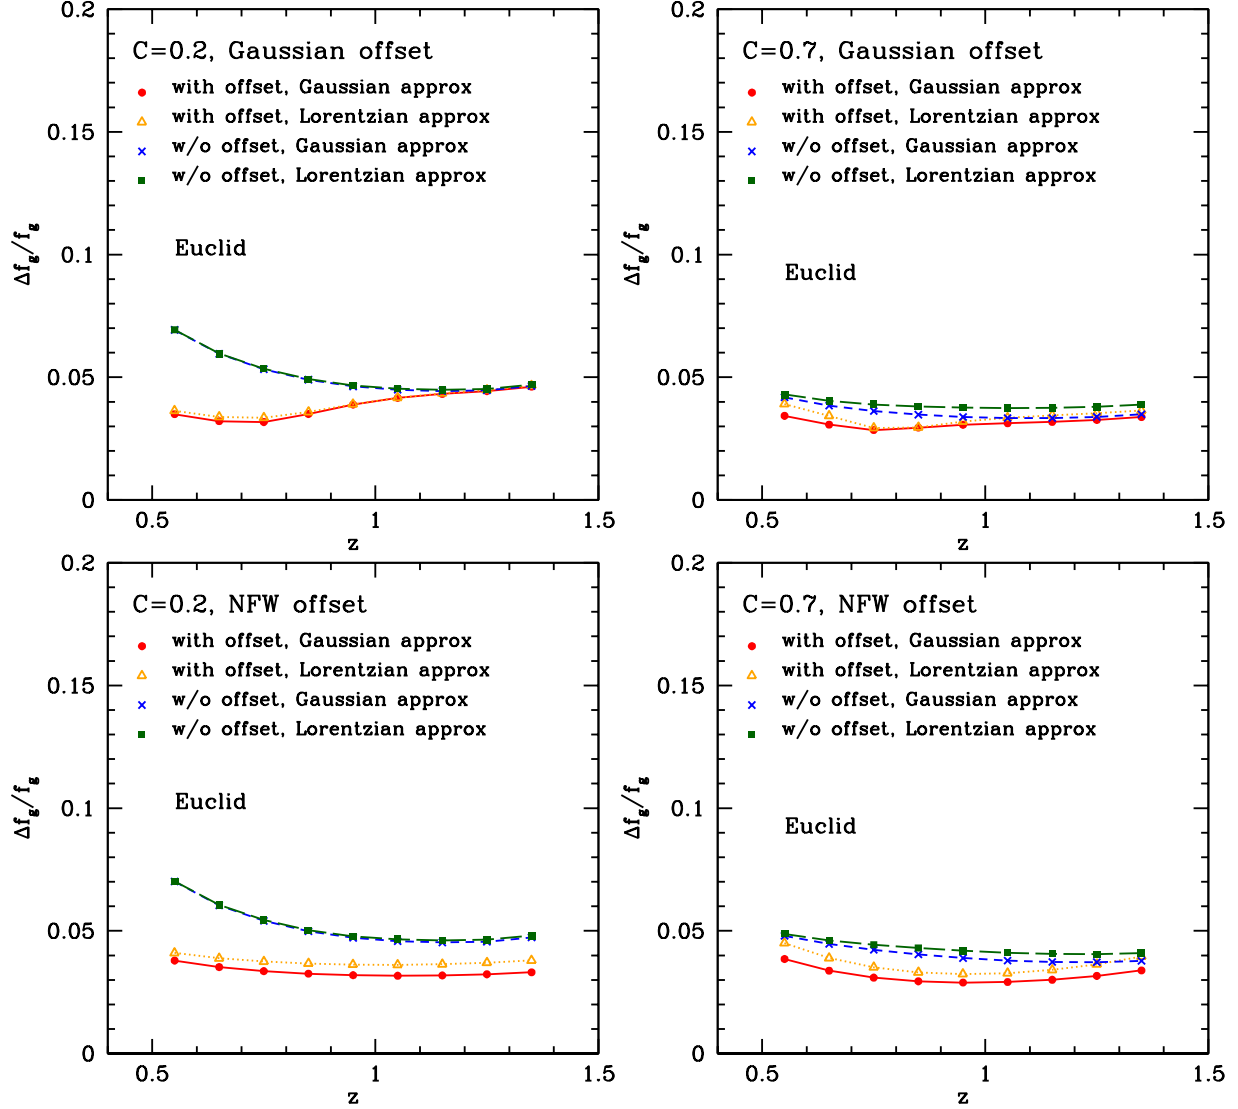 C=0.2, Gaussian offset
with offset, Gaussian approx
with offset, Lorentzian approx
w/o offset, Gaussian approx
w/o offset, Lorentzian approx
Euclid
0.2
0.15
0.1
0.05
0
Δf_g/f_g
0.5
1
1.5
z
C=0.7, Gaussian offset
with offset, Gaussian approx
with offset, Lorentzian approx
w/o offset, Gaussian approx
w/o offset, Lorentzian approx
Euclid
0.2
0.15
0.1
0.05
0
Δf_g/f_g
0.5
1
1.5
z
C=0.2, NFW offset
with offset, Gaussian approx
with offset, Lorentzian approx
w/o offset, Gaussian approx
w/o offset, Lorentzian approx
Euclid
0.2
0.15
0.1
0.05
0
Δf_g/f_g
0.5
1
1.5
z
C=0.7, NFW offset
with offset, Gaussian approx
with offset, Lorentzian approx
w/o offset, Gaussian approx
w/o offset, Lorentzian approx
Euclid
0.2
0.15
0.1
0.05
0
Δf_g/f_g
0.5
1
1.5
z